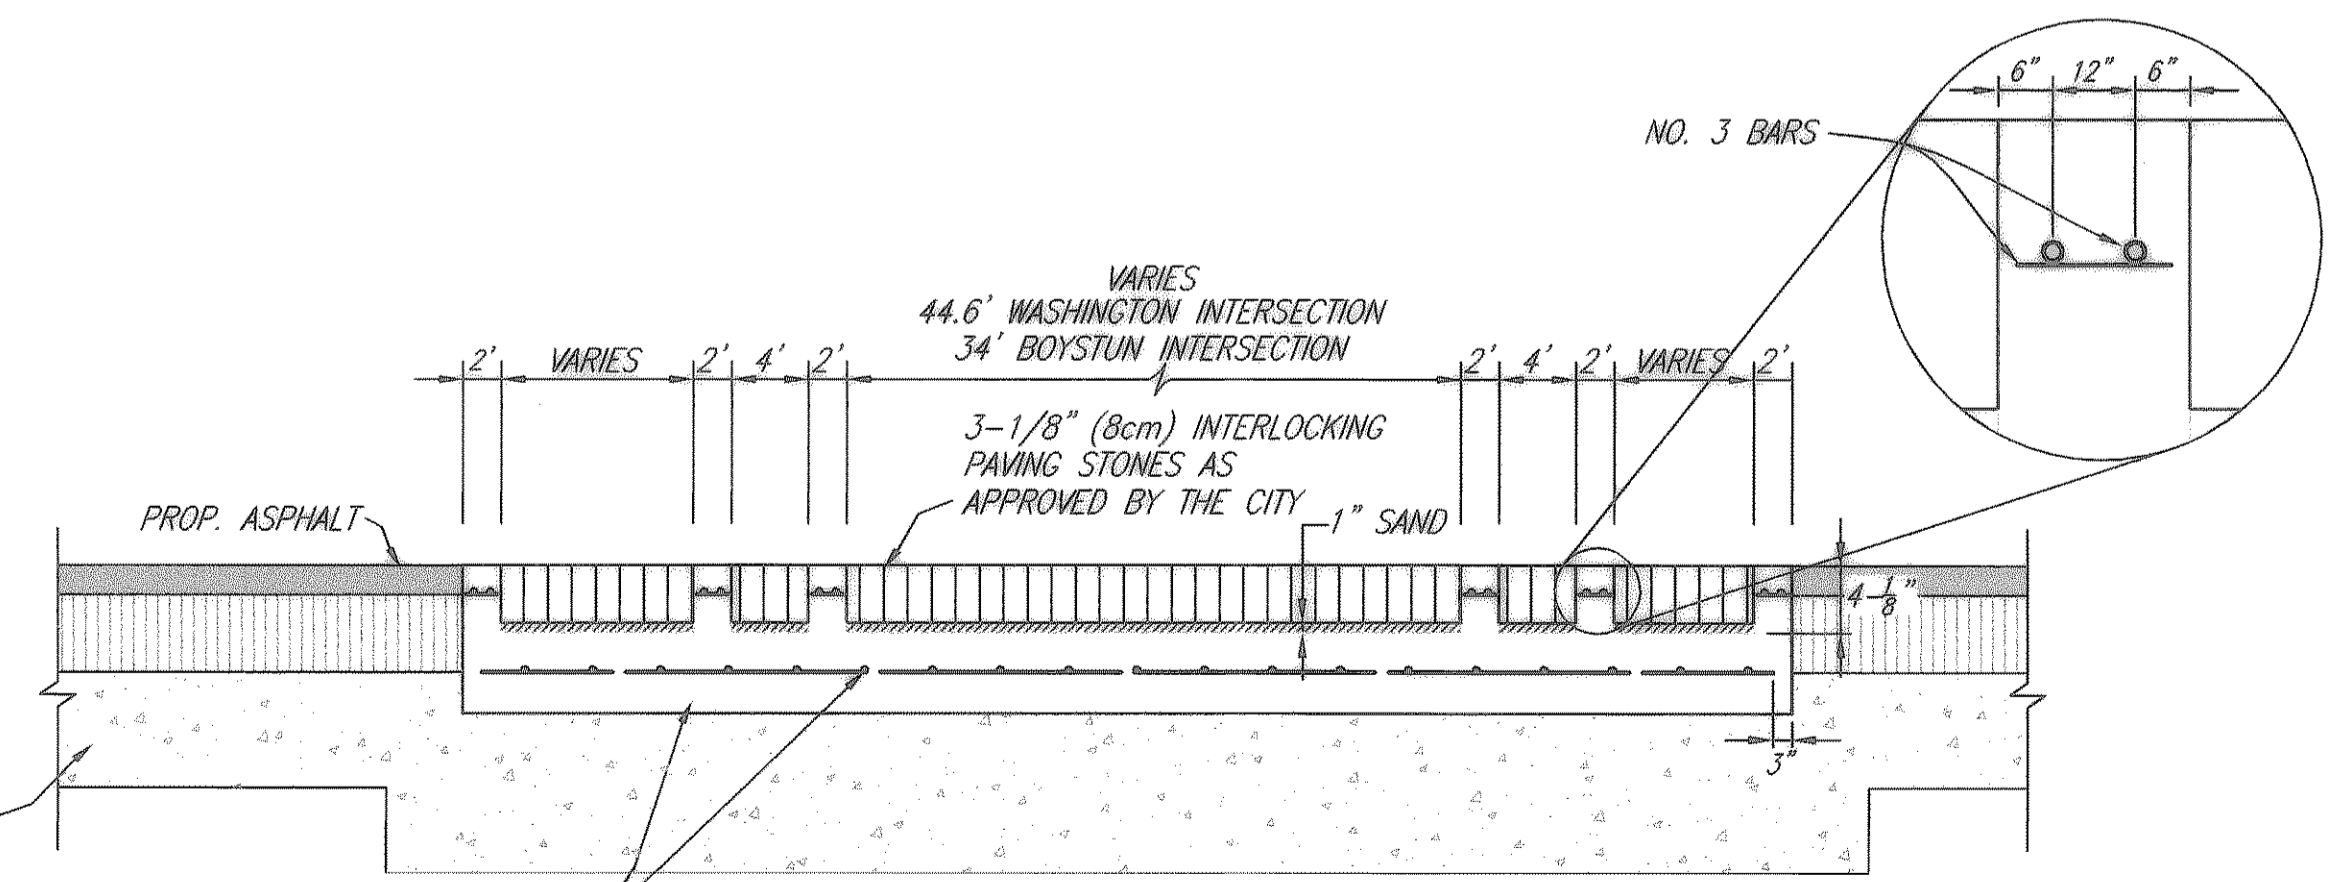 6" 12" 6"
NO. 3 BARS
VARIES
44.6' WASHINGTON INTERSECTION
34' BOYSTUN INTERSECTION
2' VARIES 2' 4' 2' 2' 4' 2' VARIES 2'
3-1/8" (8cm) INTERLOCKING
PAVING STONES AS
APPROVED BY THE CITY
PROP. ASPHALT
1" SAND
4-1/8"
3"